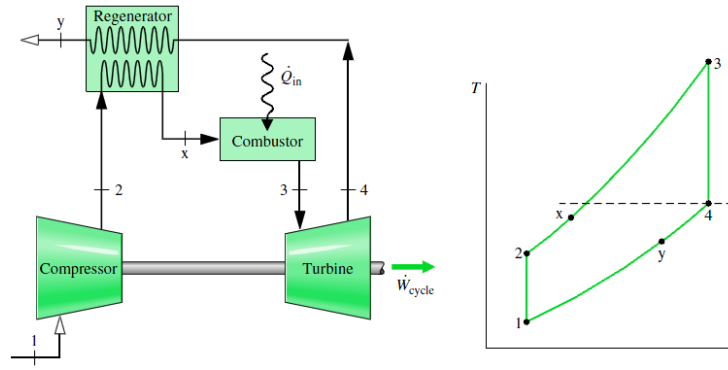 y
Regenerator
Q̇in
x
Combustor
2
3
4
Compressor
Turbine
Ẇcycle
1
T
3
x
4
2
y
1